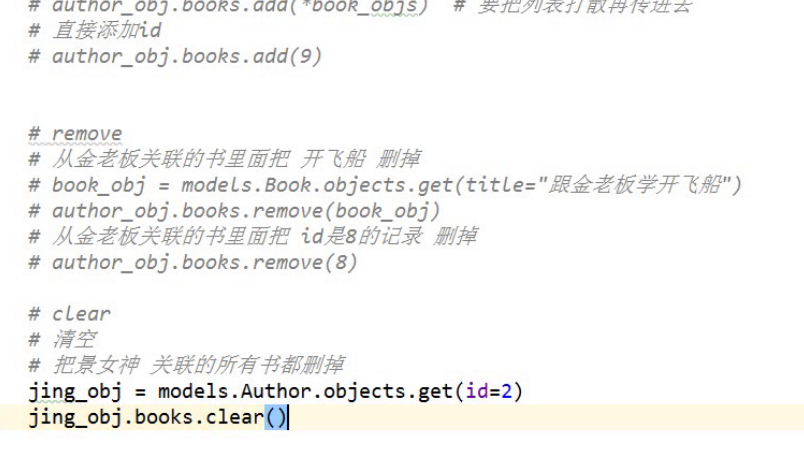 # author_obj.books.add(*book_objs)  # 要把列表打散再传进去
# 直接添加id
# author_obj.books.add(9)
# remove
# 从金老板关联的书里面把 开飞船 删掉
# book_obj = models.Book.objects.get(title="跟金老板学开飞船")
# author_obj.books.remove(book_obj)
# 从金老板关联的书里面把 id是8的记录 删掉
# author_obj.books.remove(8)
# clear
# 清空
# 把景女神 关联的所有书都删掉
jing_obj = models.Author.objects.get(id=2)
jing_obj.books.clear()